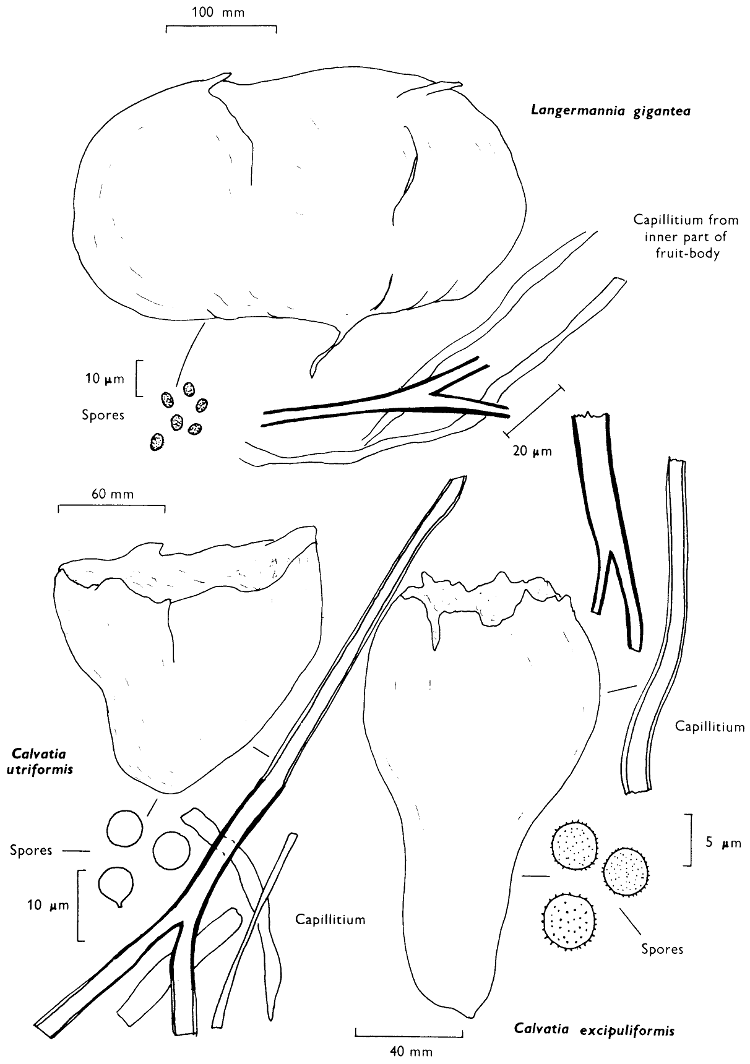 100 mm
Langermannia gigantea
Capillitium from
inner part of
fruit-body
10 µm
Spores
20 µm
60 mm
Calvatia
utriformis
Capillitium
Spores
10 µm
Capillitium
5 µm
Spores
Calvatia excipuliformis
40 mm